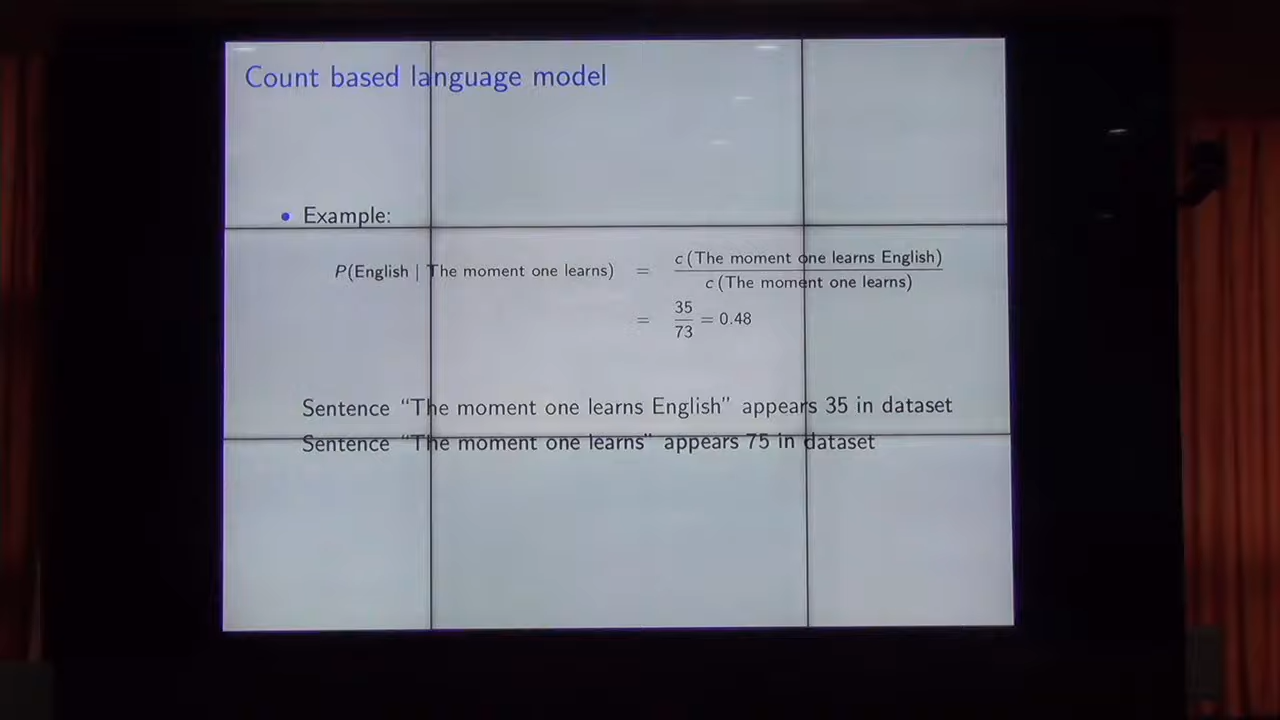 Count based language model
• Example:
P(English | The moment one learns) = c (The moment one learns English) / c (The moment one learns)
= 35 / 73 = 0.48
Sentence “The moment one learns English” appears 35 in dataset
Sentence “The moment one learns” appears 75 in dataset